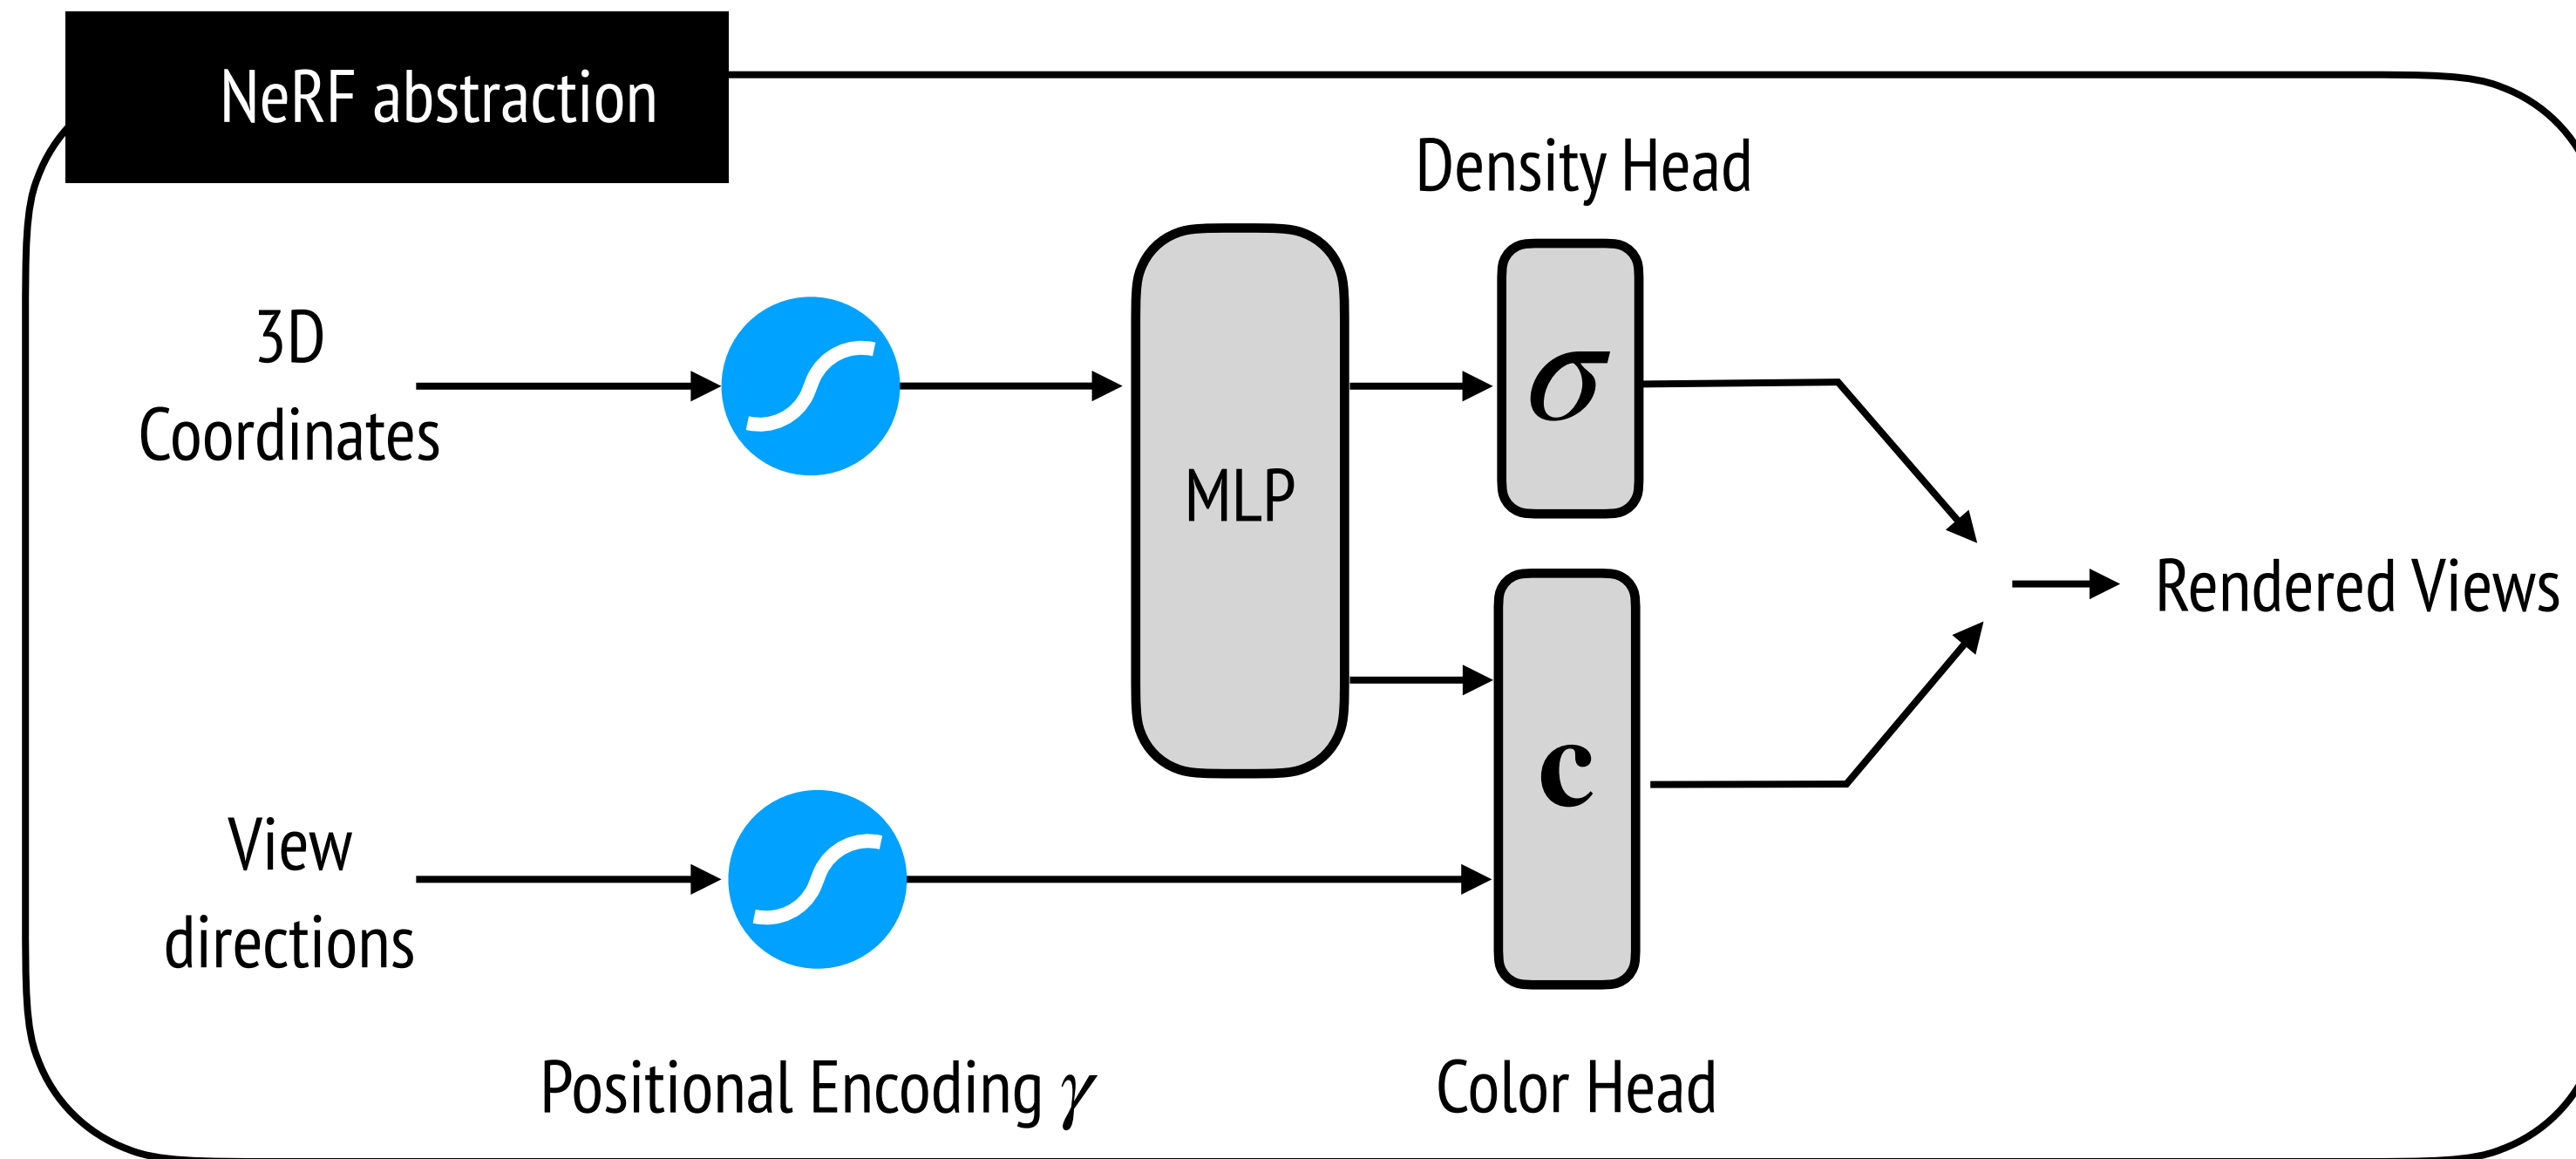 NeRF abstraction
Density Head
3D
Coordinates
σ
MLP
Rendered Views
c
View
directions
Positional Encoding γ
Color Head